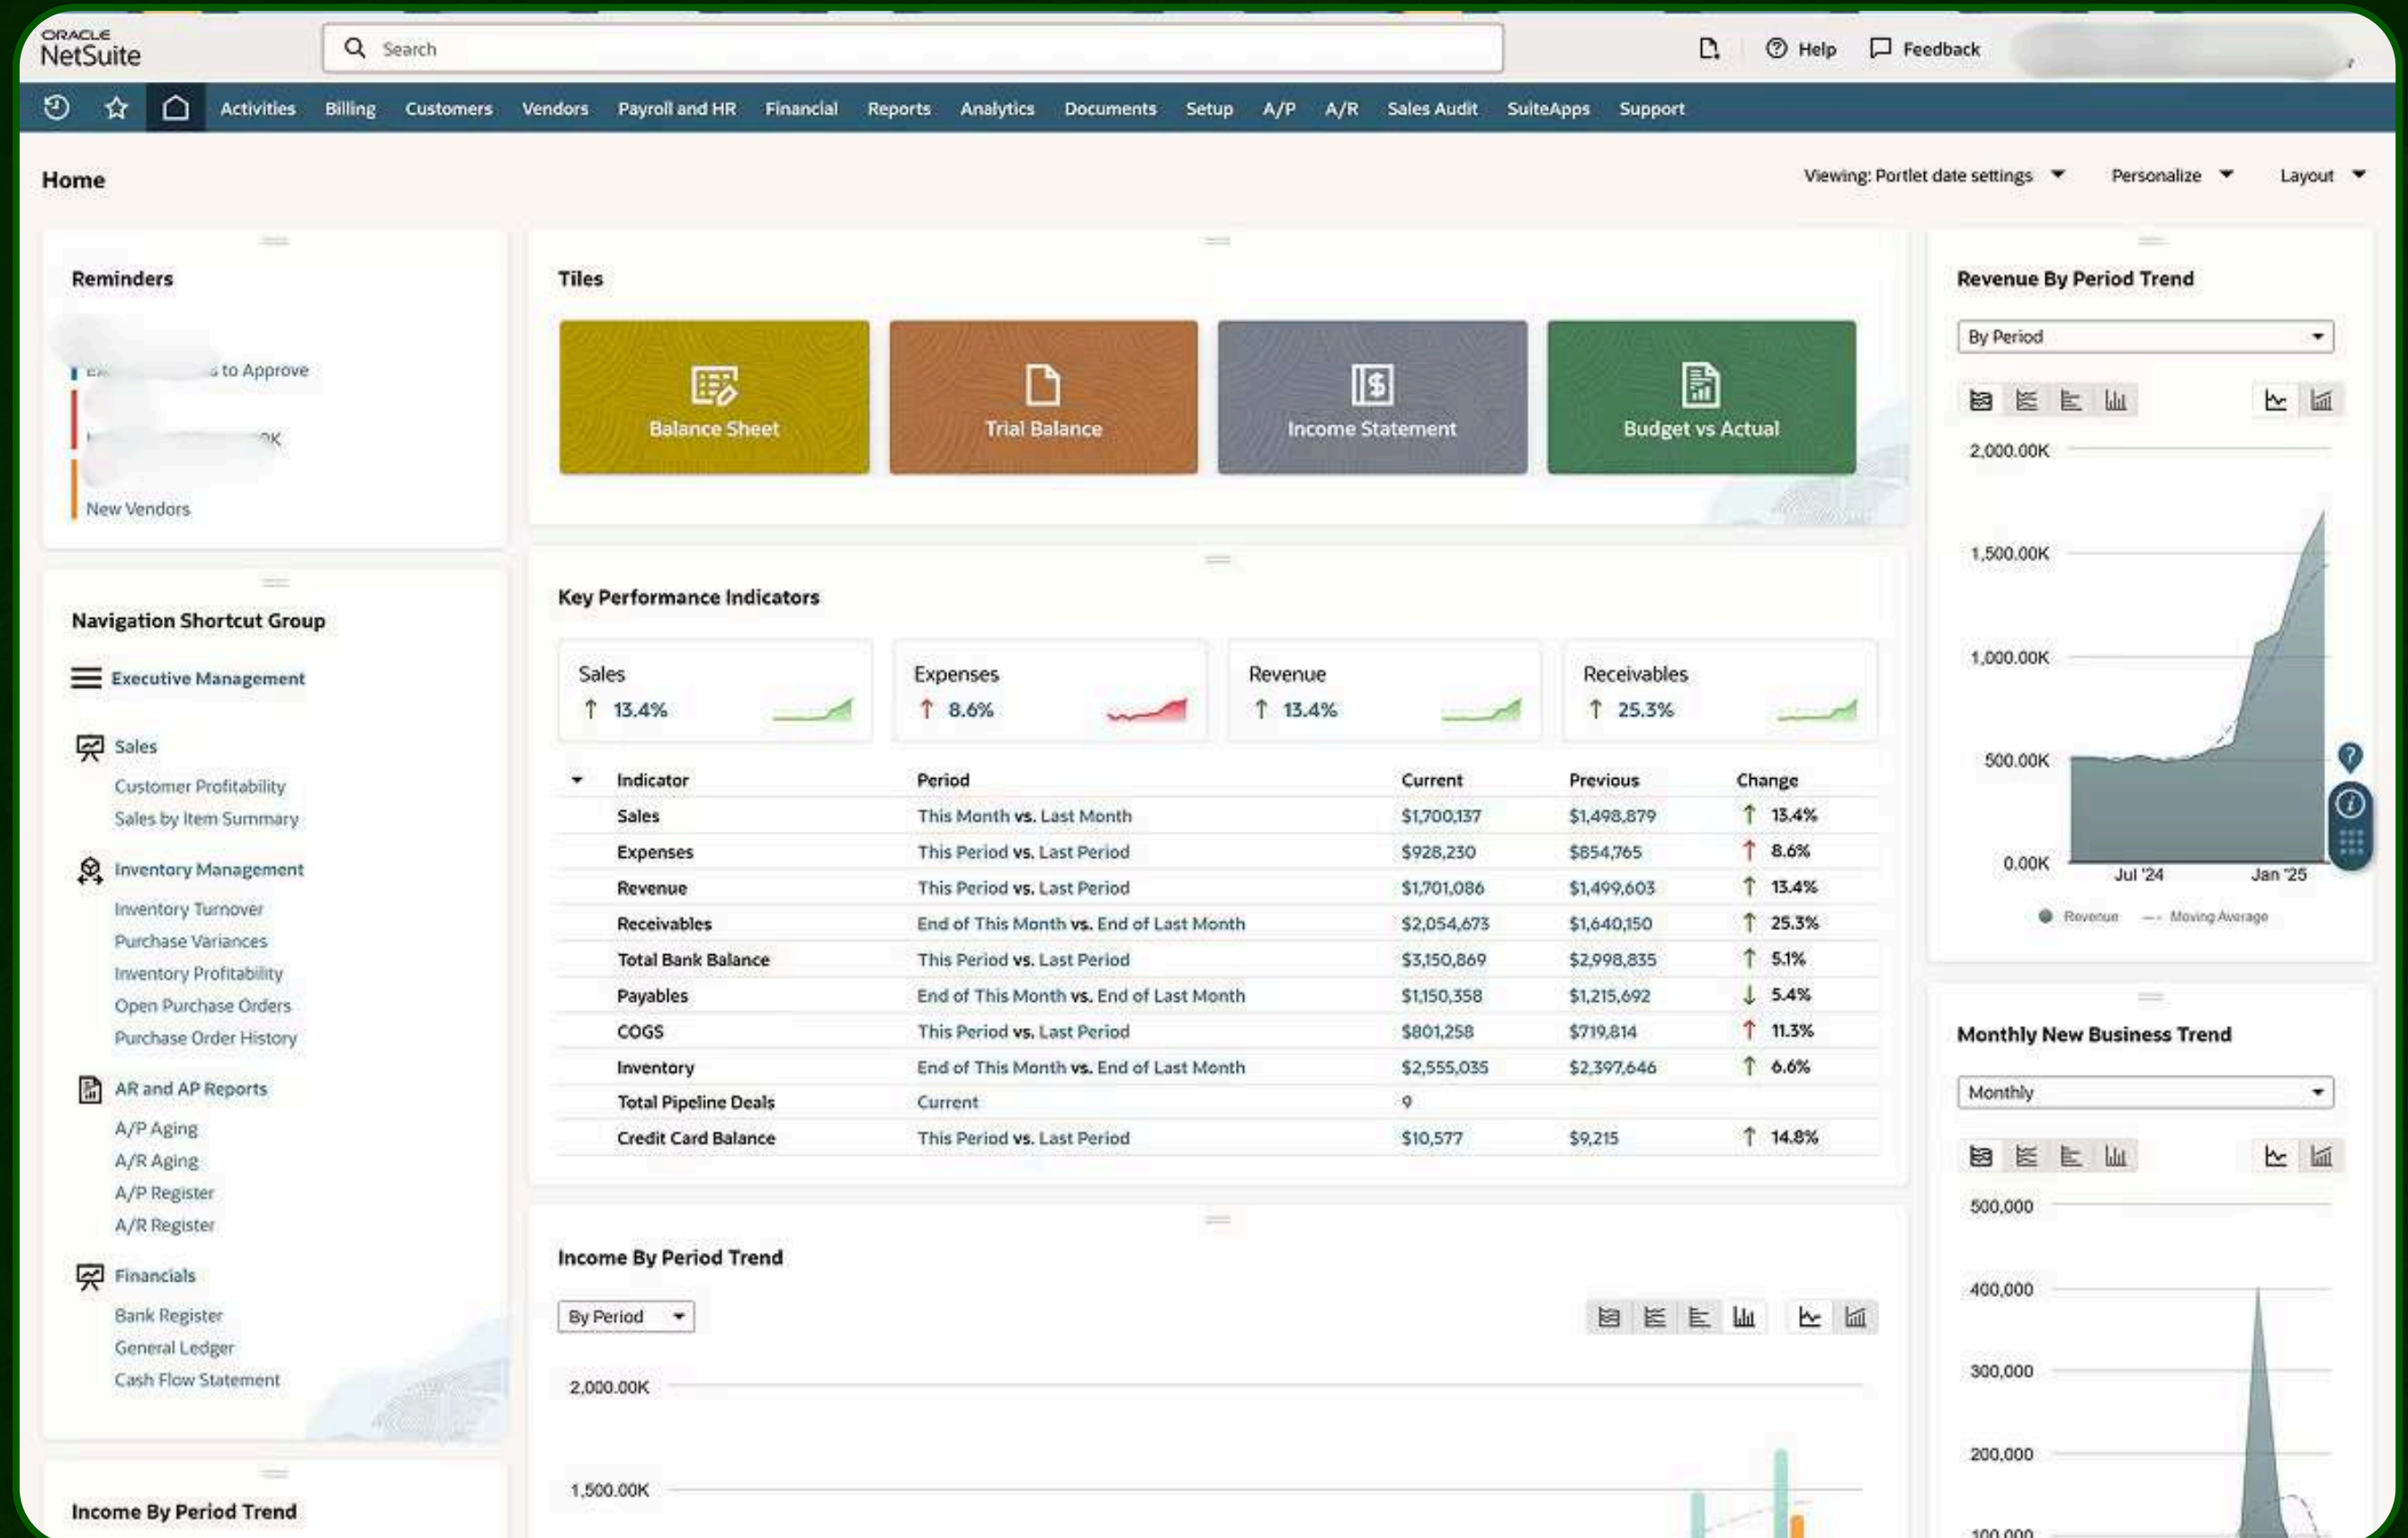 ORACLE
NetSuite
Search
Help
Feedback
Activities Billing Customers Vendors Payroll and HR Financial Reports Analytics Documents Setup A/P A/R Sales Audit SuiteApps Support
Home
Viewing: Portlet date settings Personalize Layout
Reminders
to Approve
New Vendors
Navigation Shortcut Group
Executive Management
Sales
Customer Profitability
Sales by Item Summary
Inventory Management
Inventory Turnover
Purchase Variances
Inventory Profitability
Open Purchase Orders
Purchase Order History
AR and AP Reports
A/P Aging
A/R Aging
A/P Register
A/R Register
Financials
Bank Register
General Ledger
Cash Flow Statement
Income By Period Trend
Tiles
Balance Sheet
Trial Balance
Income Statement
Budget vs Actual
Key Performance Indicators
Sales
↑ 13.4%
Expenses
↑ 8.6%
Revenue
↑ 13.4%
Receivables
↑ 25.3%
Indicator Period Current Previous Change
Sales This Month vs. Last Month $1,700,137 $1,498,879 ↑ 13.4%
Expenses This Period vs. Last Period $928,230 $854,765 ↑ 8.6%
Revenue This Period vs. Last Period $1,701,086 $1,499,603 ↑ 13.4%
Receivables End of This Month vs. End of Last Month $2,054,673 $1,640,150 ↑ 25.3%
Total Bank Balance This Period vs. Last Period $3,150,869 $2,998,835 ↑ 5.1%
Payables End of This Month vs. End of Last Month $1,150,358 $1,215,692 ↓ 5.4%
COGS This Period vs. Last Period $801,258 $719,814 ↑ 11.3%
Inventory End of This Month vs. End of Last Month $2,555,035 $2,397,646 ↑ 6.6%
Total Pipeline Deals Current 9
Credit Card Balance This Period vs. Last Period $10,577 $9,215 ↑ 14.8%
Income By Period Trend
By Period
2,000.00K
1,500.00K
Revenue By Period Trend
By Period
2,000.00K
1,500.00K
1,000.00K
500.00K
0.00K
Jul '24 Jan '25
Revenue Moving Average
Monthly New Business Trend
Monthly
500,000
400,000
300,000
200,000
100,000